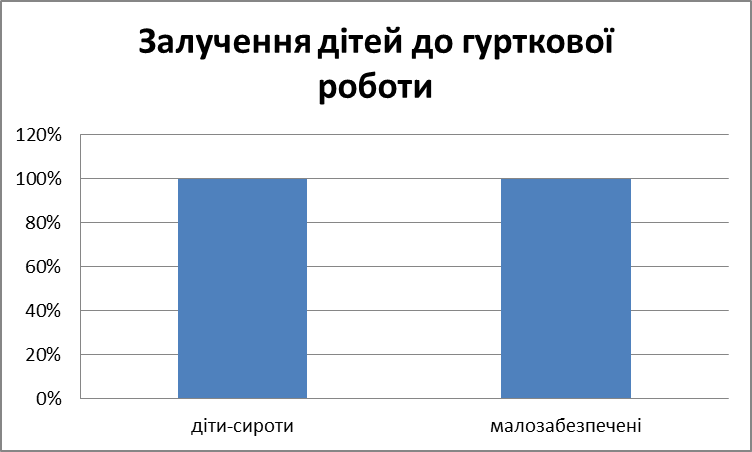 Залучення дітей до гурткової
роботи
120%
100%
80%
60%
40%
20%
0%
діти-сироти
малозабезпечені